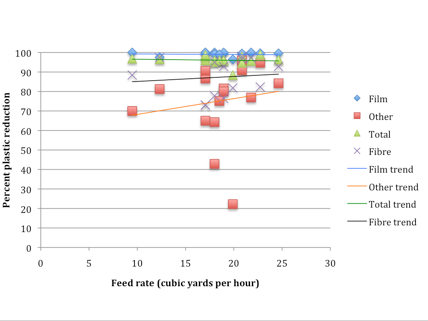 Percent plastic reduction
100
90
80
70
60
50
40
30
20
10
0
0 5 10 15 20 25 30
Feed rate (cubic yards per hour)
Film
Other
Total
Fibre
Film trend
Other trend
Total trend
Fibre trend